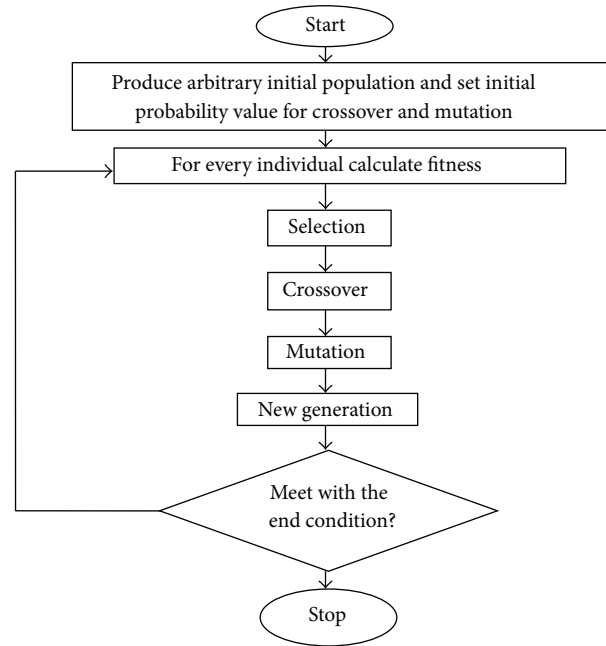 Start
Produce arbitrary initial population and set initial
probability value for crossover and mutation
For every individual calculate fitness
Selection
Crossover
Mutation
New generation
Meet with the
end condition?
Stop